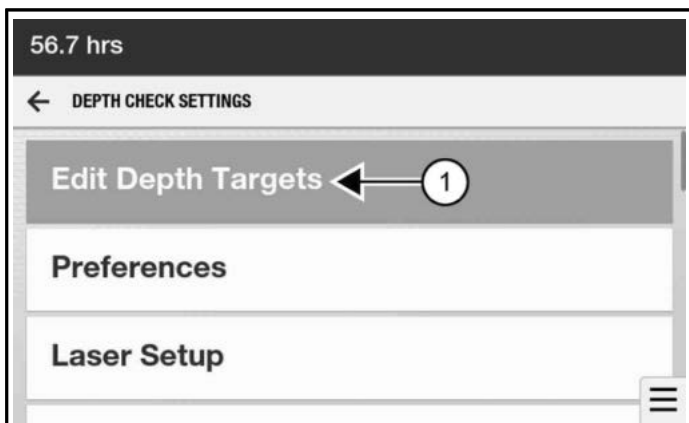 56.7 hrs
DEPTH CHECK SETTINGS
Edit Depth Targets 1
Preferences
Laser Setup